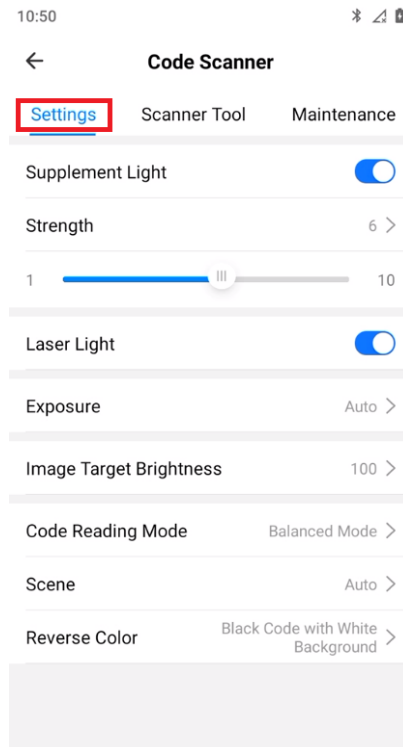 10:50
Code Scanner
Settings Scanner Tool Maintenance
Supplement Light
Strength 6
1 10
Laser Light
Exposure Auto
Image Target Brightness 100
Code Reading Mode Balanced Mode
Scene Auto
Reverse Color Black Code with White
Background